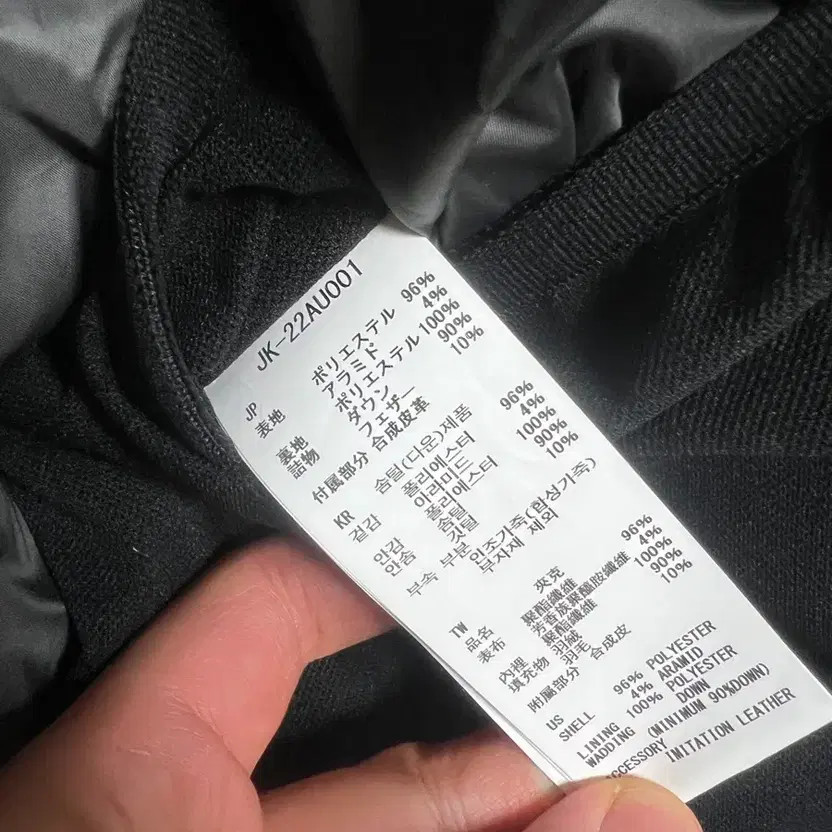 JK-22AU001
JP
表地 ポリエステル 96%
アラミド 4%
裏地 ポリエステル 100%
詰物 ダウン 90%
フェザー 10%
付属部分 合成皮革
KR 솜털(다운)제품
겉감 폴리에스터 96%
아라미드 4%
안감 폴리에스터 100%
안솜 솜털 90%
깃털 10%
부속 부분 인조가죽(합성가죽)
부자재 제외
TW
品名 夾克
表布 聚酯纖維 96%
芳香族聚醯胺纖維 4%
內裡 聚酯纖維 100%
填充物 羽絨 90%
羽毛 10%
附屬部分 合成皮
US
SHELL 96% POLYESTER
4% ARAMID
LINING 100% POLYESTER
WADDING DOWN
(MINIMUM 90%DOWN)
ACCESSORY IMITATION LEATHER